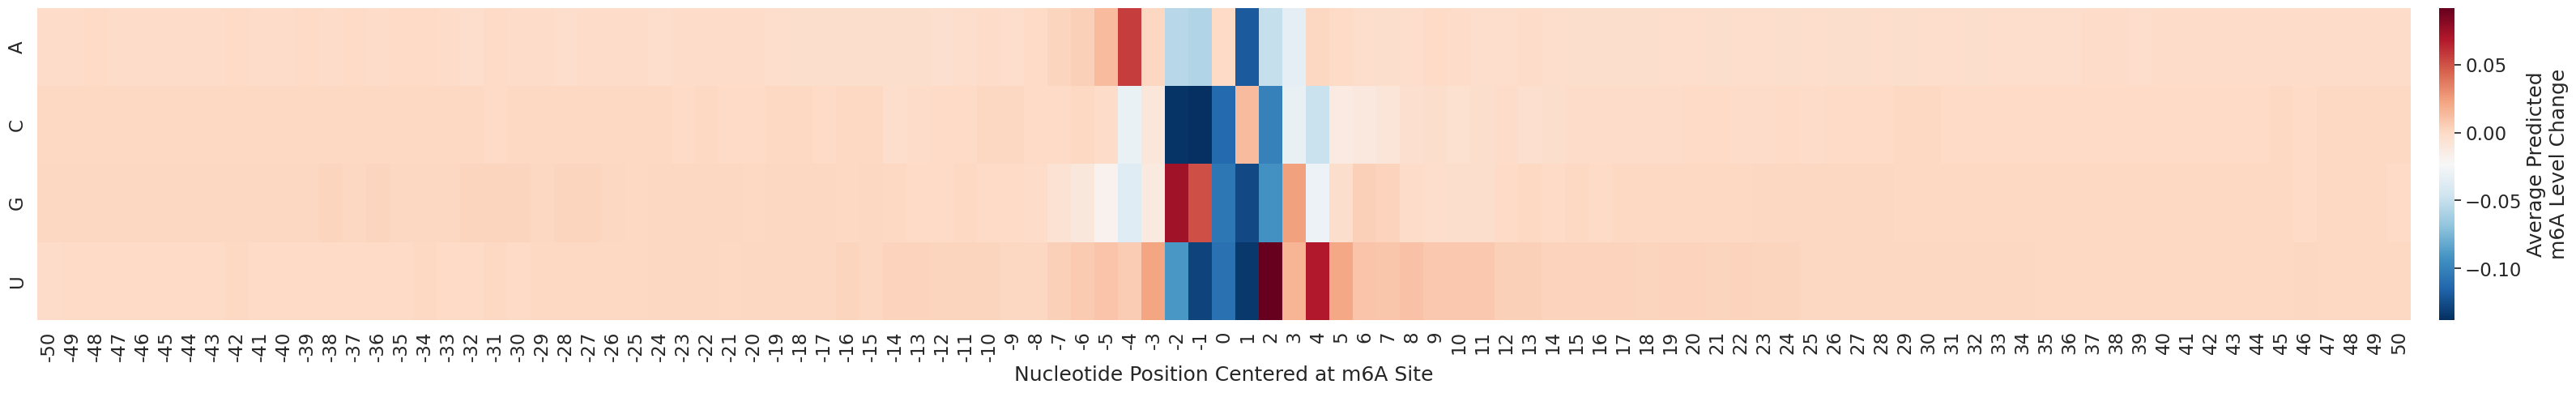 A
C
G
U
-50 -49 -48 -47 -46 -45 -44 -43 -42 -41 -40 -39 -38 -37 -36 -35 -34 -33 -32 -31 -30 -29 -28 -27 -26 -25 -24 -23 -22 -21 -20 -19 -18 -17 -16 -15 -14 -13 -12 -11 -10 -9 -8 -7 -6 -5 -4 -3 -2 -1 0 1 2 3 4 5 6 7 8 9 10 11 12 13 14 15 16 17 18 19 20 21 22 23 24 25 26 27 28 29 30 31 32 33 34 35 36 37 38 39 40 41 42 43 44 45 46 47 48 49 50
Nucleotide Position Centered at m6A Site
0.05
0.00
−0.05
−0.10
Average Predicted
m6A Level Change